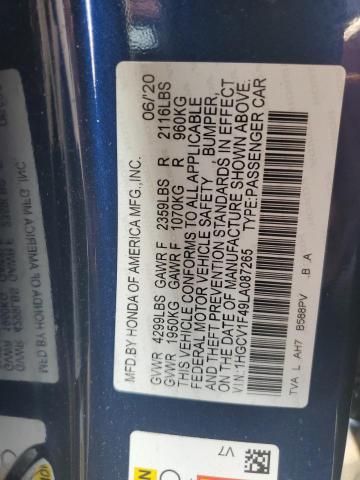 MFD.BY HONDA OF AMERICA MFG.,INC. 06/'20
GVWR 4299LBS GAWR F 2359LBS R 2116LBS
GVWR 1950KG GAWR F 1070KG R 960KG
THIS VEHICLE CONFORMS TO ALL APPLICABLE
FEDERAL MOTOR VEHICLE SAFETY , BUMPER,
AND THEFT PREVENTION STANDARDS IN EFFECT
ON THE DATE OF MANUFACTURE SHOWN ABOVE.
V.I.N.:1HGCV1F49LA087265 TYPE:PASSENGER CAR
TVA L AH7 B588PV .B .A
V7